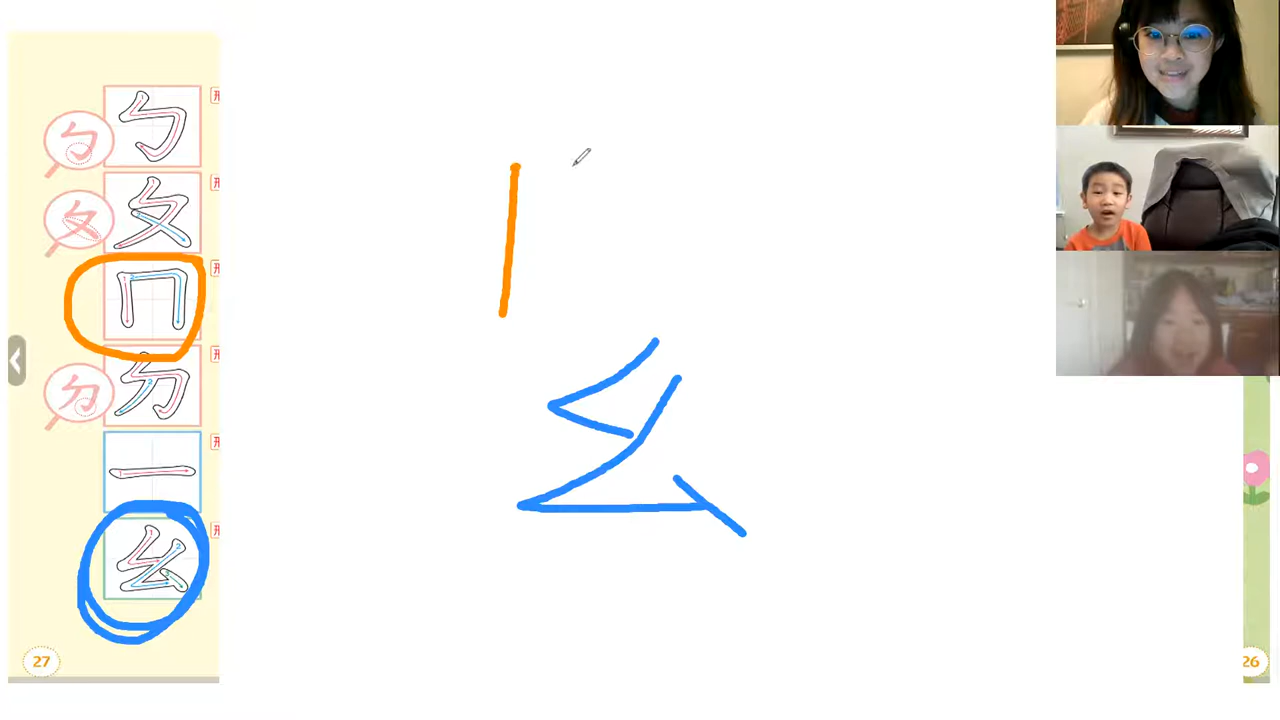 ㄅ ㄅ
ㄆ ㄆ
ㄇ
ㄉ ㄉ
ㄧ
ㄠ
27
ㄠ
26